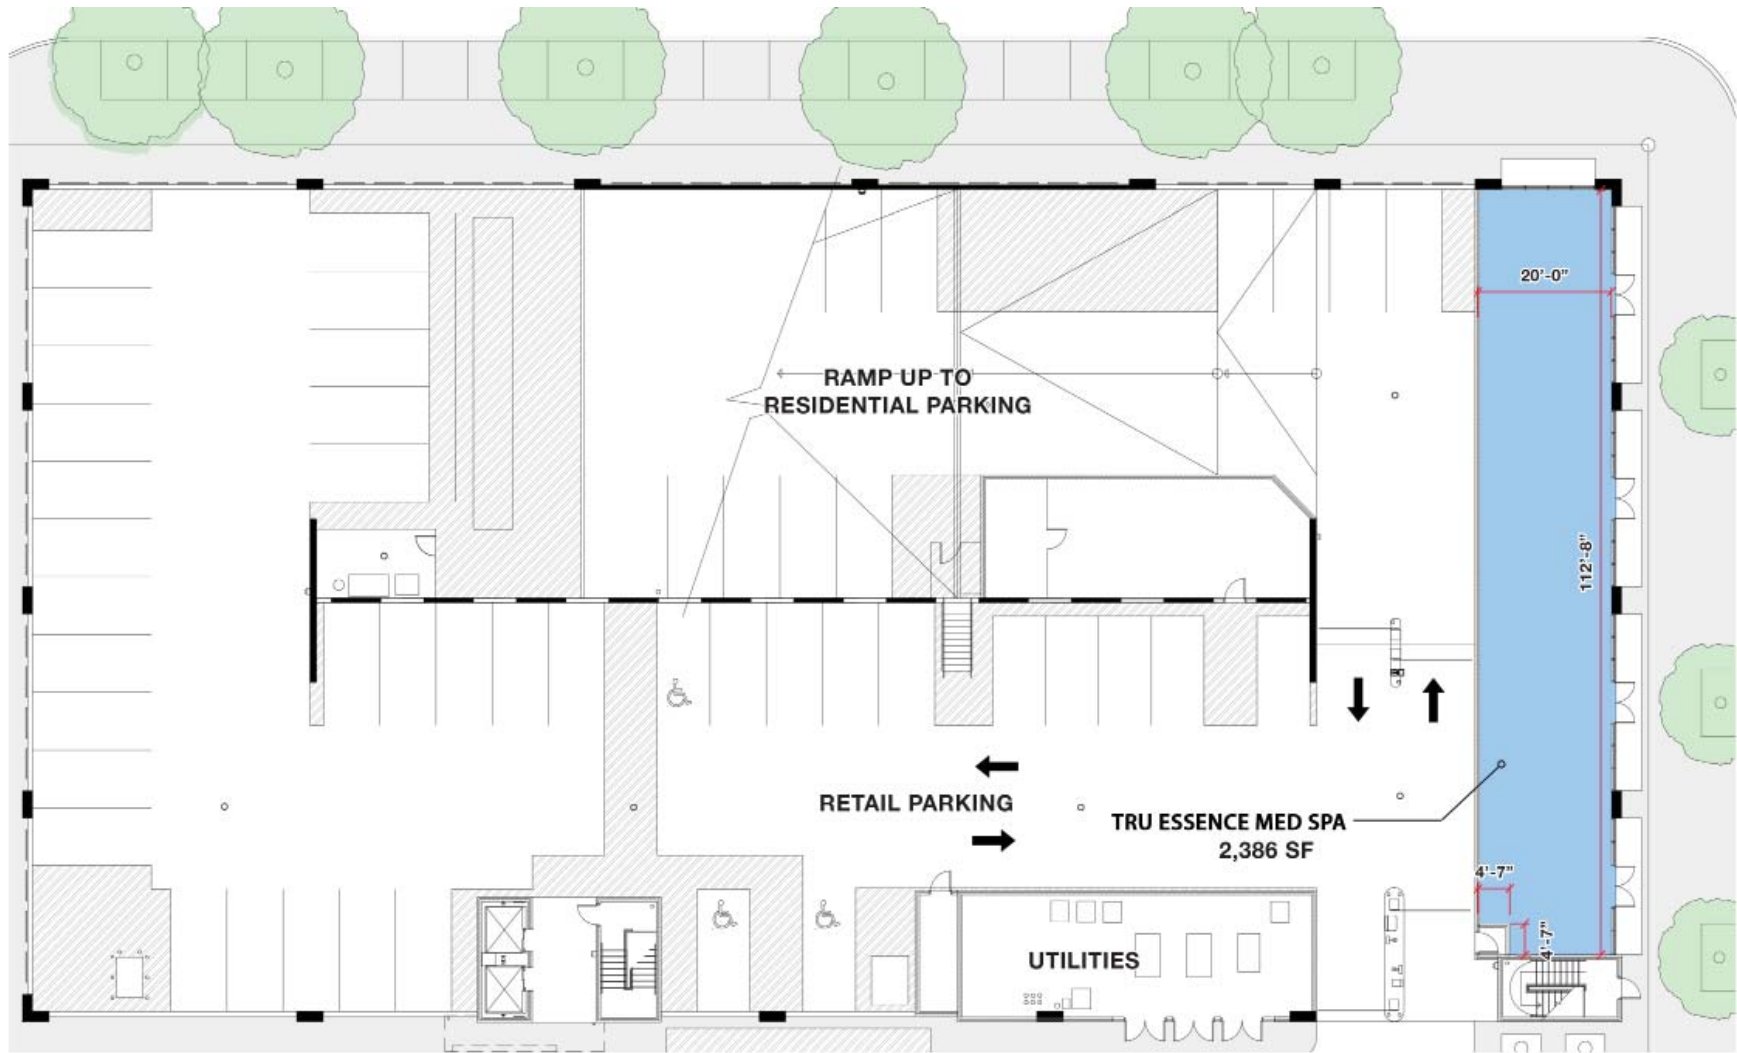 20'-0"
RAMP UP TO
RESIDENTIAL PARKING
112'-8"
RETAIL PARKING
TRU ESSENCE MED SPA
2,386 SF
4'-7"
4'-7"
UTILITIES